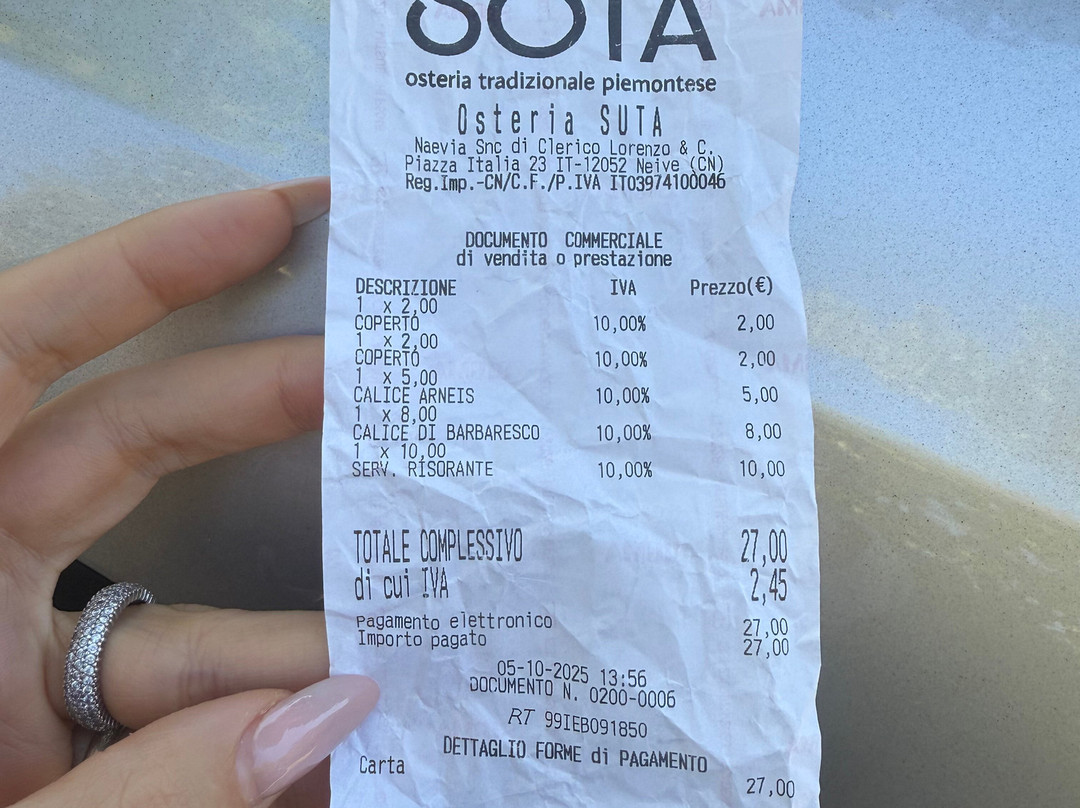 SUTA
osteria tradizionale piemontese
Osteria SUTA
Naevia Snc di Clerico Lorenzo & C.
Piazza Italia 23 IT-12052 Neive (CN)
Reg.Imp.-CN/C.F./P.IVA IT03974100046
DOCUMENTO COMMERCIALE
di vendita o prestazione
DESCRIZIONE IVA Prezzo(€)
1 x 2,00
COPERTO 10,00% 2,00
1 x 2,00
COPERTO 10,00% 2,00
1 x 5,00
CALICE ARNEIS 10,00% 5,00
1 x 8,00
CALICE DI BARBARESCO 10,00% 8,00
1 x 10,00
SERV. RISORANTE 10,00% 10,00
TOTALE COMPLESSIVO 27,00
di cui IVA 2,45
Pagamento elettronico 27,00
Importo pagato 27,00
05-10-2025 13:56
DOCUMENTO N. 0200-0006
RT 99IEB091850
DETTAGLIO FORME di PAGAMENTO
Carta 27,00